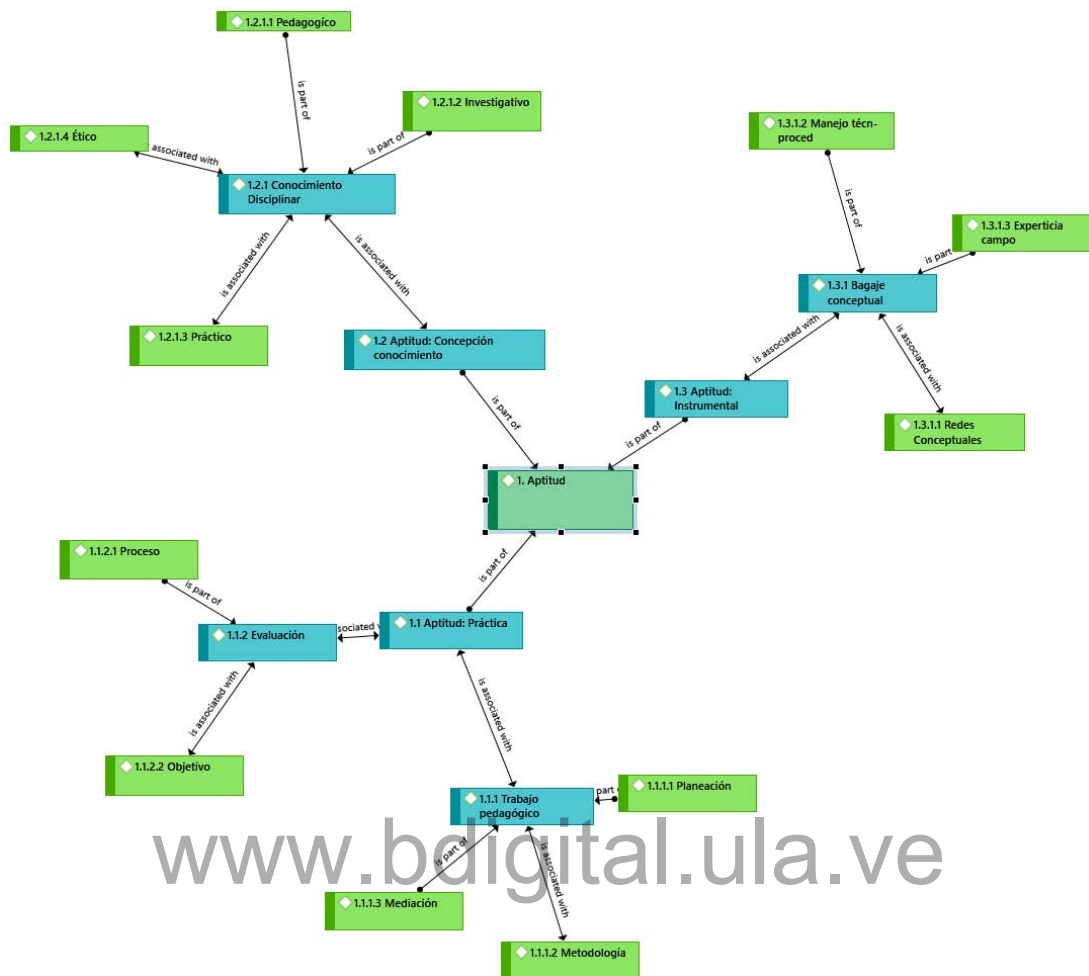 1.2.1.1 Pedagogíco
is part of
1.2.1.2 Investigativo
is part of
1.2.1.4 Ético
associated with
1.2.1 Conocimiento
Disciplinar
is associated with
is associated with
1.2.1.3 Práctico
1.2 Aptitud: Concepción
conocimiento
is part of
1.3.1.2 Manejo técn-
proced
is part of
1.3.1.3 Experticia
campo
is part
1.3.1 Bagaje
conceptual
is associated with
is associated with
1.3 Aptitud:
Instrumental
1.3.1.1 Redes
Conceptuales
is part of
1. Aptitud
is part of
1.1.2.1 Proceso
is part of
1.1 Aptitud: Práctica
1.1.2 Evaluación
sociated w
is associated with
is associated with
1.1.2.2 Objetivo
1.1.1.1 Planeación
part o
1.1.1 Trabajo
pedagógico
is part of
is associated with
www.bdigital.ula.ve
1.1.1.3 Mediación
1.1.1.2 Metodología